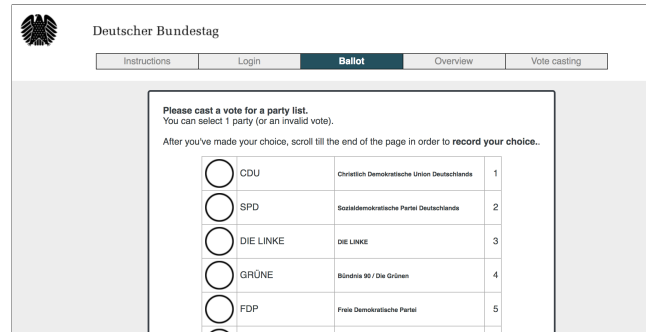 Deutscher Bundestag
Instructions Login Ballot Overview Vote casting
Please cast a vote for a party list.
You can select 1 party (or an invalid vote).
After you've made your choice, scroll till the end of the page in order to record your choice..
CDU Christlich Demokratische Union Deutschlands 1
SPD Sozialdemokratische Partei Deutschlands 2
DIE LINKE DIE LINKE 3
GRÜNE Bündnis 90 / Die Grünen 4
FDP Freie Demokratische Partei 5